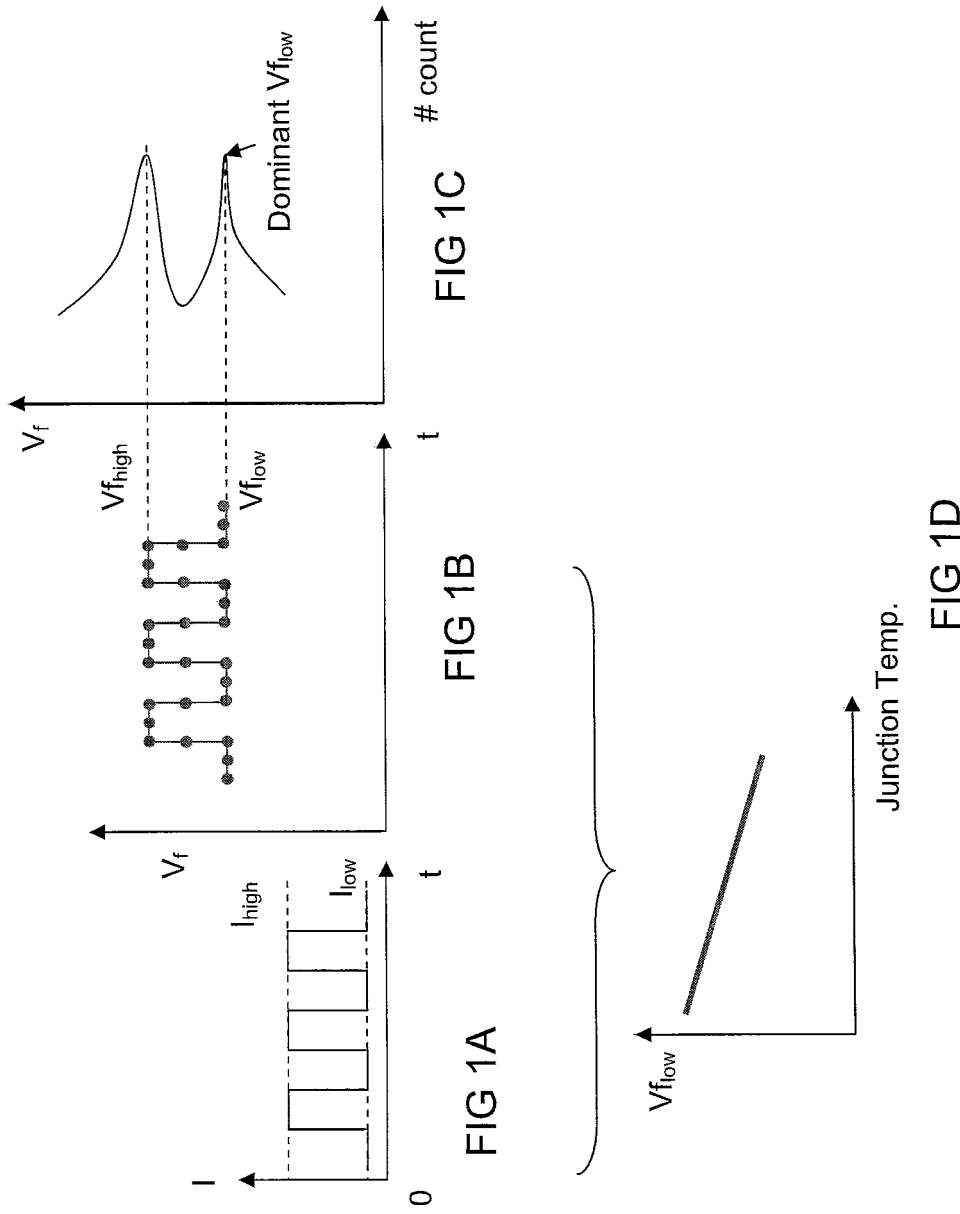 I
I_high
I_low
0
t
FIG 1A
V_f
Vf_high
Vf_low
t
FIG 1B
V_f
Dominant Vf_low
# count
FIG 1C
Vf_low
Junction Temp.
FIG 1D